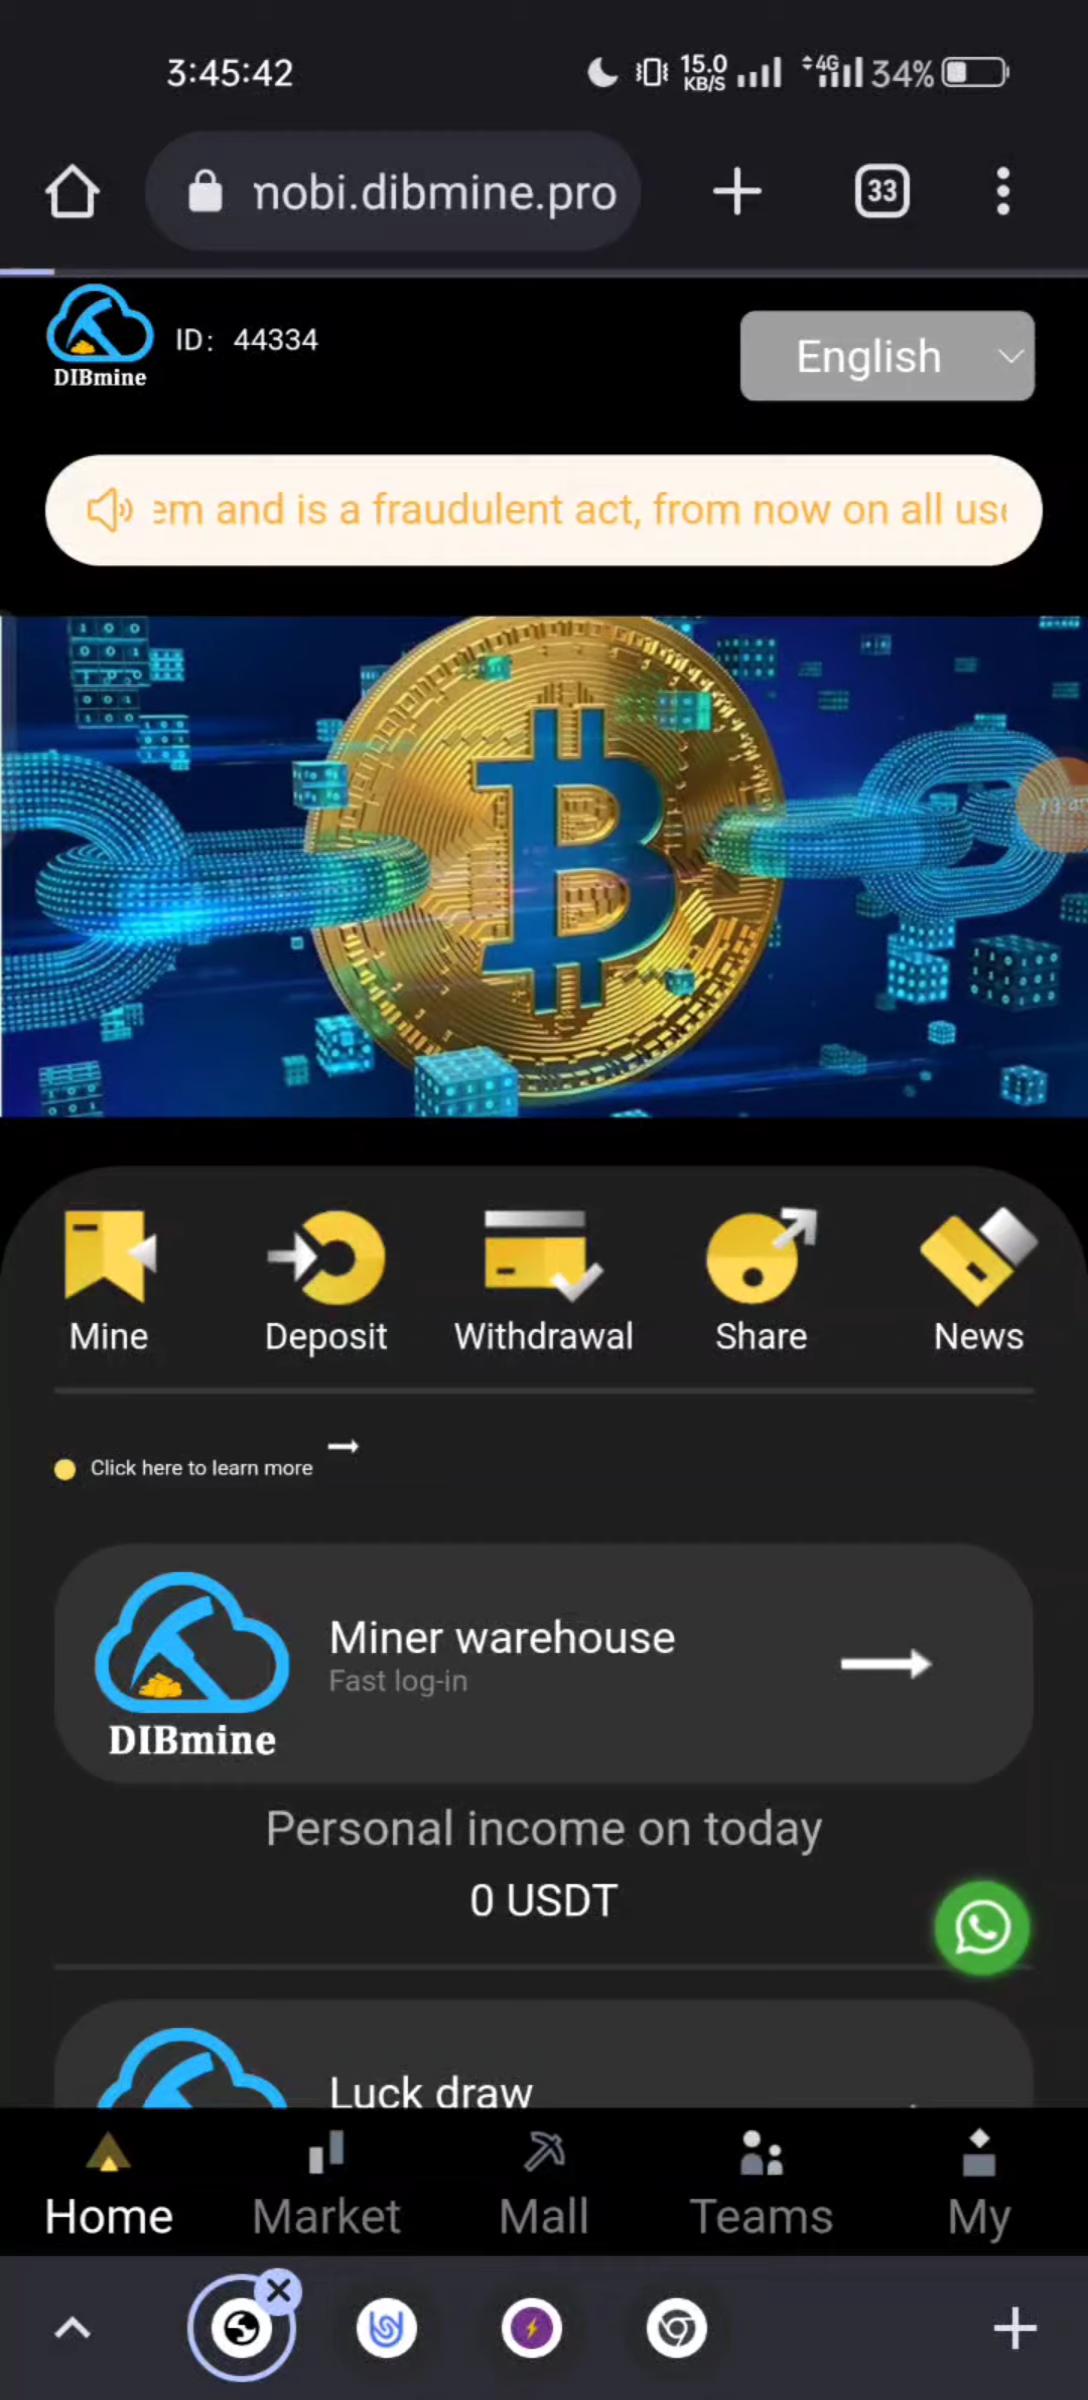 3:45:42
15.0
KB/S
4G
34%
nobi.dibmine.pro
33
DIBmine
ID: 44334
English
and is a fraudulent act, from now on all
Mine
Deposit
Withdrawal
Share
News
Click here to learn more
DIBmine
Miner warehouse
Fast log-in
Personal income on today
0 USDT
Luck draw
Home
Market
Mall
Teams
My